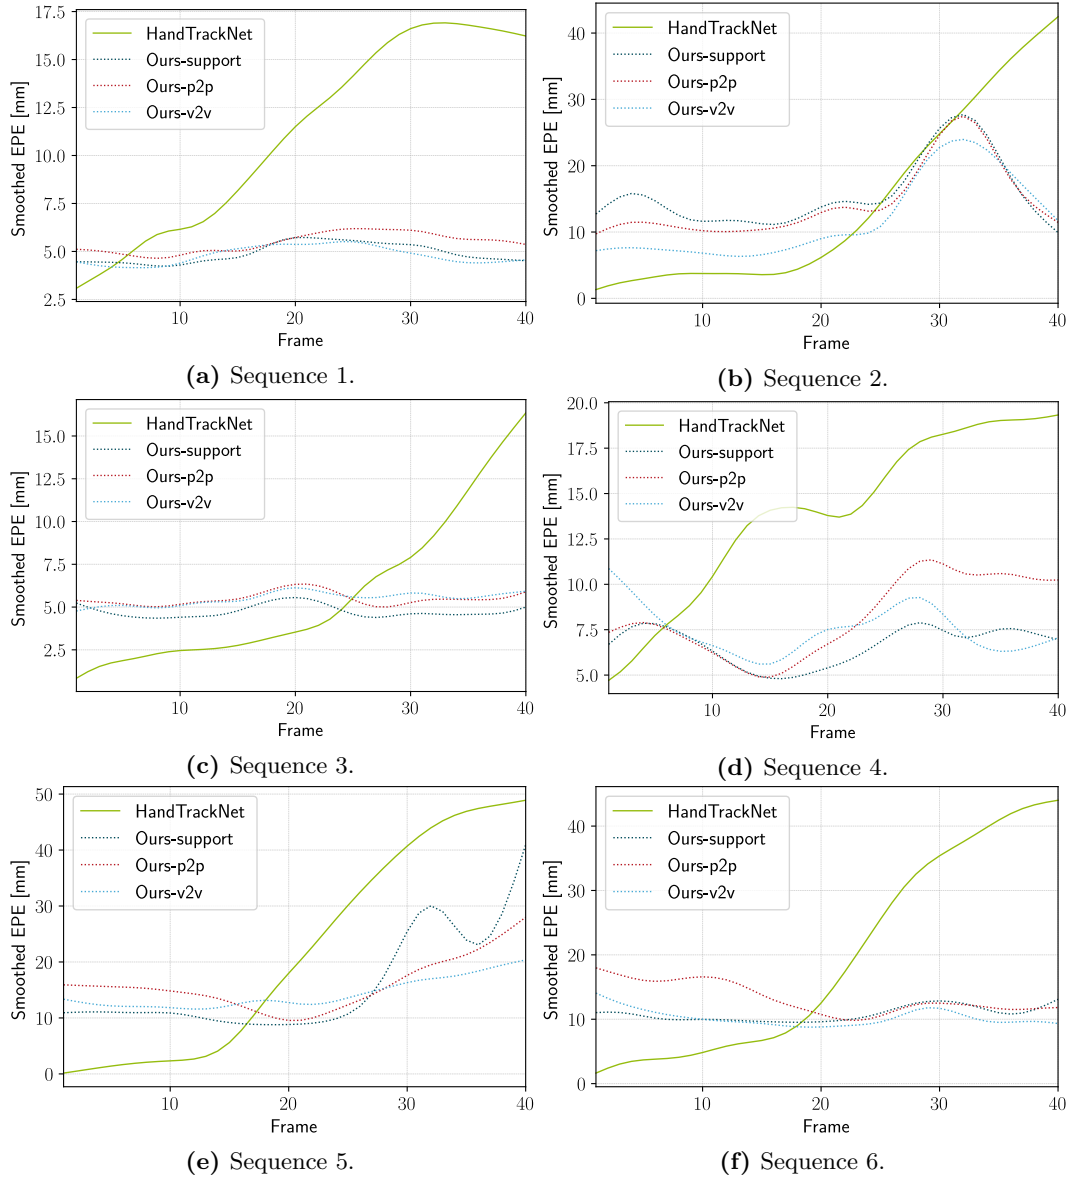 17.5
15.0
12.5
10.0
7.5
5.0
2.5
Smoothed EPE [mm]
HandTrackNet
Ours-support
Ours-p2p
Ours-v2v
10 20 30 40
Frame
(a) Sequence 1.
40
30
20
10
0
Smoothed EPE [mm]
HandTrackNet
Ours-support
Ours-p2p
Ours-v2v
10 20 30 40
Frame
(b) Sequence 2.
15.0
12.5
10.0
7.5
5.0
2.5
Smoothed EPE [mm]
HandTrackNet
Ours-support
Ours-p2p
Ours-v2v
10 20 30 40
Frame
(c) Sequence 3.
20.0
17.5
15.0
12.5
10.0
7.5
5.0
Smoothed EPE [mm]
HandTrackNet
Ours-support
Ours-p2p
Ours-v2v
10 20 30 40
Frame
(d) Sequence 4.
50
40
30
20
10
0
Smoothed EPE [mm]
HandTrackNet
Ours-support
Ours-p2p
Ours-v2v
10 20 30 40
Frame
(e) Sequence 5.
40
30
20
10
0
Smoothed EPE [mm]
HandTrackNet
Ours-support
Ours-p2p
Ours-v2v
10 20 30 40
Frame
(f) Sequence 6.